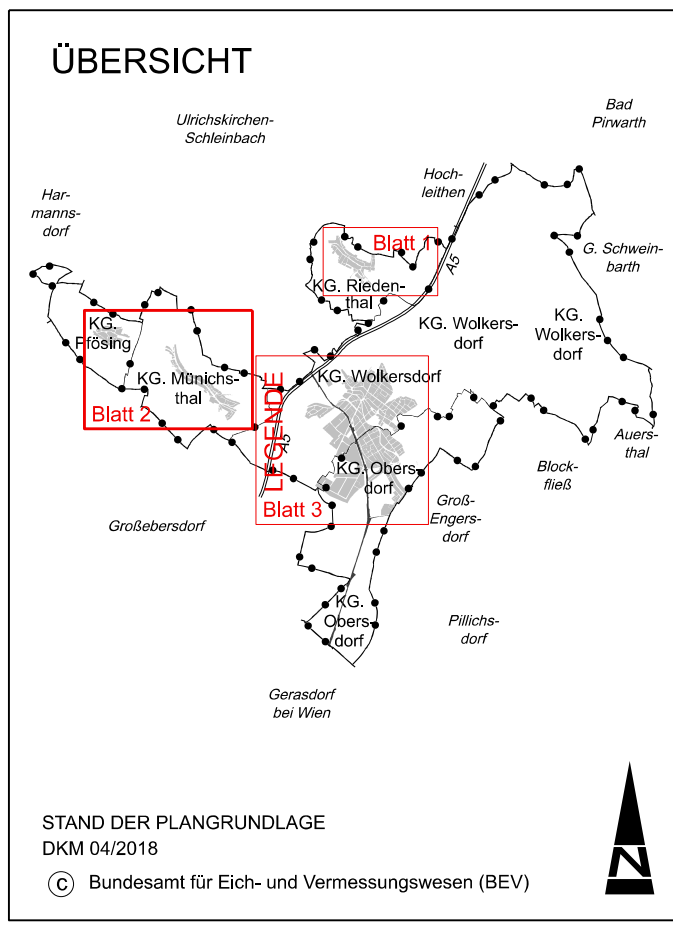 ÜBERSICHT
Bad
Pirwarth
Ulrichskirchen-
Schleinbach
Hoch-
leithen
Har-
manns-
dorf
Blatt 1
G. Schwein-
barth
A5
KG. Rieden-
thal
KG. Wolkers-
dorf
KG.
Wolkers-
dorf
KG.
Pfösing
KG. Münichs-
thal
Blatt 2
KG. Wolkersdorf
LEGENDE
A5
KG. Obers-
dorf
Blatt 3
Auers-
thal
Block-
fließ
Groß-
Engers-
dorf
Großebersdorf
KG.
Obers-
dorf
Pillichs-
dorf
Gerasdorf
bei Wien
STAND DER PLANGRUNDLAGE
DKM 04/2018
C Bundesamt für Eich- und Vermessungswesen (BEV)
N